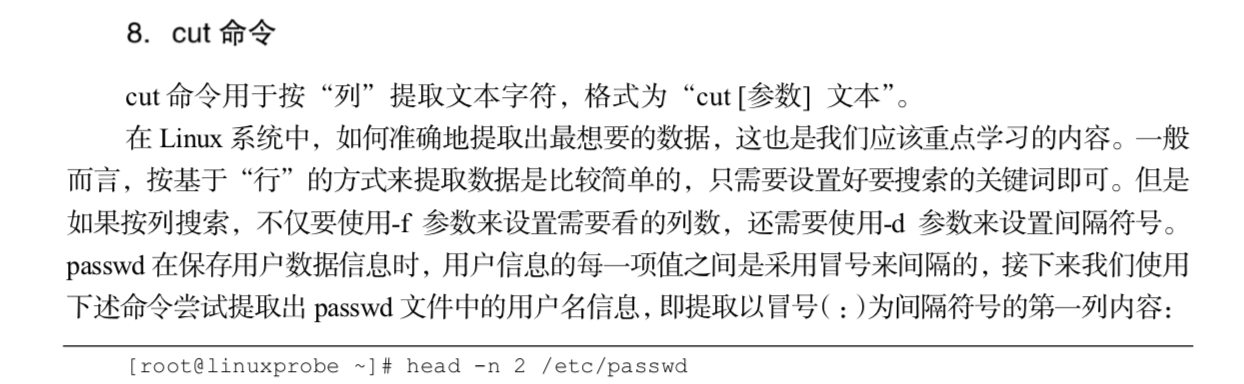 8. cut 命令
cut 命令用于按“列”提取文本字符，格式为“cut [参数] 文本”。
在 Linux 系统中，如何准确地提取出最想要的数据，这也是我们应该重点学习的内容。一般
而言，按基于“行”的方式来提取数据是比较简单的，只需要设置好要搜索的关键词即可。但是
如果按列搜索，不仅要使用-f 参数来设置需要看的列数，还需要使用-d 参数来设置间隔符号。
passwd 在保存用户数据信息时，用户信息的每一项值之间是采用冒号来间隔的，接下来我们使用
下述命令尝试提取出 passwd 文件中的用户名信息，即提取以冒号(：)为间隔符号的第一列内容：
[root@linuxprobe ~]# head -n 2 /etc/passwd